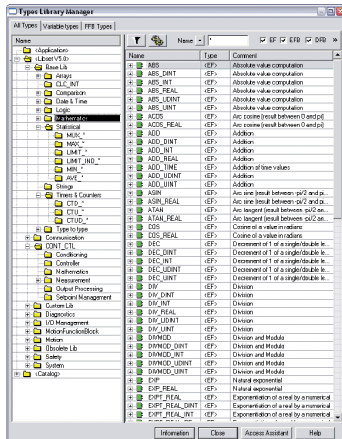 Types Library Manager
All Types
Variable types
FFB Types
Name
<Application>
<Libset V5.0>
Base Lib
Arrays
CLC_INT
Comparison
Date & Time
Logic
Mathematics
Statistical
MUX_*
MAX_*
LIMIT_*
LIMIT_IND_*
MIN_*
AVE_*
Strings
Timers & Counters
CTD_*
CTU_*
CTUD_*
Type to type
Communication
CONT_CTL
Conditioning
Controller
Mathematics
Measurement
Output Processing
Setpoint Management
Custom Lib
Diagnostics
I/O Management
MotionFunctionBlock
Motion
Obsolete Lib
Safety
System
<Catalog>
Name = * EF EFB DFB
Name Type Comment
ABS <EF> Absolute value computation
ABS_DINT <EF> Absolute value computation
ABS_INT <EF> Absolute value computation
ABS_REAL <EF> Absolute value computation
ABS_UDINT <EF> Absolute value computation
ABS_UINT <EF> Absolute value computation
ACOS <EF> Arc cosine (result between 0 and pi)
ACOS_REAL <EF> Arc cosine (result between 0 and pi)
ADD <EF> Addition
ADD_DINT <EF> Addition
ADD_INT <EF> Addition
ADD_REAL <EF> Addition
ADD_TIME <EF> Addition of time values
ADD_UDINT <EF> Addition
ADD_UINT <EF> Addition
ASIN <EF> Arc sine (result between -pi/2 and pi...
ASIN_REAL <EF> Arc sine (result between -pi/2 and pi...
ATAN <EF> Arc tangent (result between -pi/2 an...
ATAN_REAL <EF> Arc tangent (result between -pi/2 an...
COS <EF> Cosine of a value in radians
COS_REAL <EF> Cosine of a value in radians
DEC <EF> Decrement of 1 of a single/double le...
DEC_DINT <EF> Decrement of 1 of a single/double le...
DEC_INT <EF> Decrement of 1 of a single/double le...
DEC_UDINT <EF> Decrement of 1 of a single/double le...
DEC_UINT <EF> Decrement of 1 of a single/double le...
DIV <EF> Division
DIV_DINT <EF> Division
DIV_INT <EF> Division
DIV_REAL <EF> Division
DIV_UDINT <EF> Division
DIV_UINT <EF> Division
DIVMOD <EF> Division and Modulo
DIVMOD_DINT <EF> Division and Modulo
DIVMOD_INT <EF> Division and Modulo
DIVMOD_UDINT <EF> Division and Modulo
DIVMOD_UINT <EF> Division and Modulo
EXP <EF> Natural exponential
EXP_REAL <EF> Natural exponential
EXPT_REAL <EF> Exponentiation of a real by a numerical
EXPT_REAL_DINT <EF> Exponentiation of a real by a numerical
EXPT_REAL_INT <EF> Exponentiation of a real by a numerical
Information
Close
Access Assistant
Help